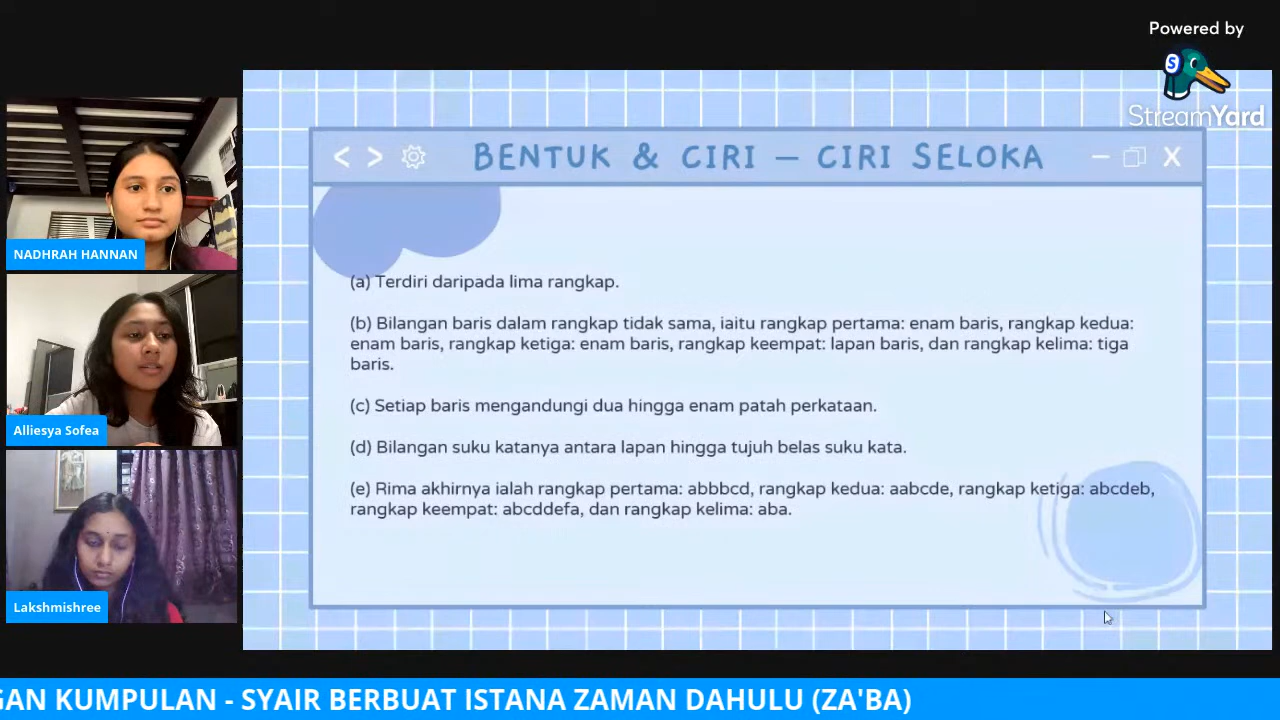 Powered by
StreamYard
NADHRAH HANNAN
Alliesya Sofea
Lakshmishree
BENTUK & CIRI – CIRI SELOKA
(a) Terdiri daripada lima rangkap.
(b) Bilangan baris dalam rangkap tidak sama, iaitu rangkap pertama: enam baris, rangkap kedua:
enam baris, rangkap ketiga: enam baris, rangkap keempat: lapan baris, dan rangkap kelima: tiga
baris.
(c) Setiap baris mengandungi dua hingga enam patah perkataan.
(d) Bilangan suku katanya antara lapan hingga tujuh belas suku kata.
(e) Rima akhirnya ialah rangkap pertama: abbbcd, rangkap kedua: aabcde, rangkap ketiga: abcdeb,
rangkap keempat: abcddefa, dan rangkap kelima: aba.
KUMPULAN - SYAIR BERBUAT ISTANA ZAMAN DAHULU (ZA'BA)